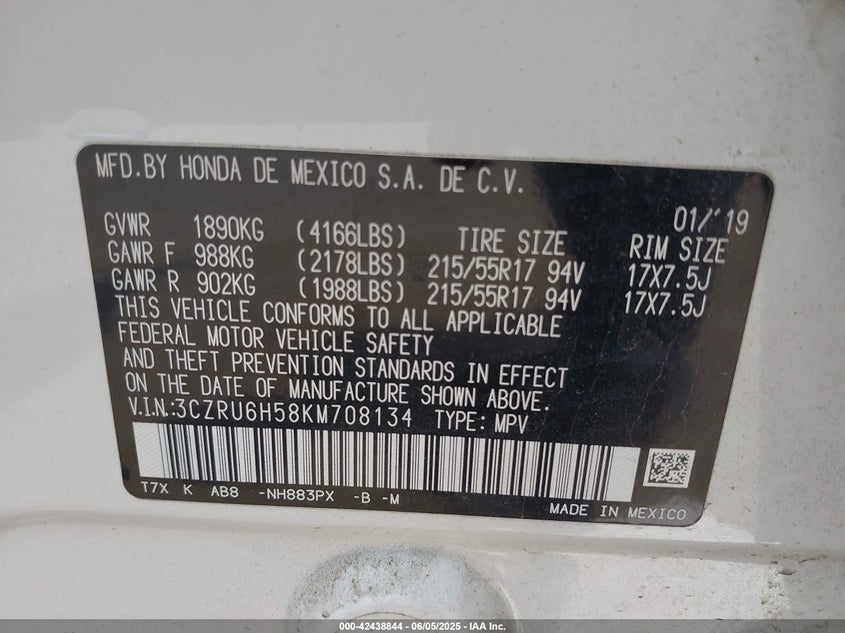 MFD.BY HONDA DE MEXICO S.A. DE C.V.
01/'19
GVWR 1890KG (4166LBS) TIRE SIZE RIM SIZE
GAWR F 988KG (2178LBS) 215/55R17 94V 17X7.5J
GAWR R 902KG (1988LBS) 215/55R17 94V 17X7.5J
THIS VEHICLE CONFORMS TO ALL APPLICABLE
FEDERAL MOTOR VEHICLE SAFETY
AND THEFT PREVENTION STANDARDS IN EFFECT
ON THE DATE OF MANUFACTURE SHOWN ABOVE.
V.I.N.:3CZRU6H58KM708134 TYPE: MPV
T7X K AB8 -NH883PX -B -M
MADE IN MEXICO
000-42438844 - 06/05/2025 - IAA Inc.